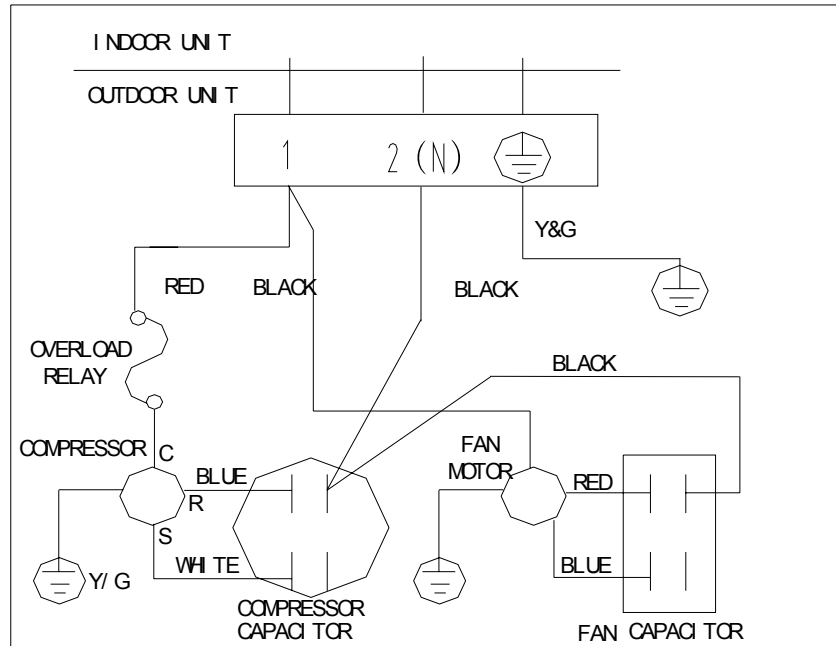 INDOOR UNIT
OUTDOOR UNIT
1 2 (N)
Y&G
RED BLACK BLACK
OVERLOAD
RELAY
BLACK
COMPRESSOR C
FAN
MOTOR
BLUE
R
RED
S
WHITE
BLUE
Y/G
COMPRESSOR
CAPACITOR
FAN CAPACITOR